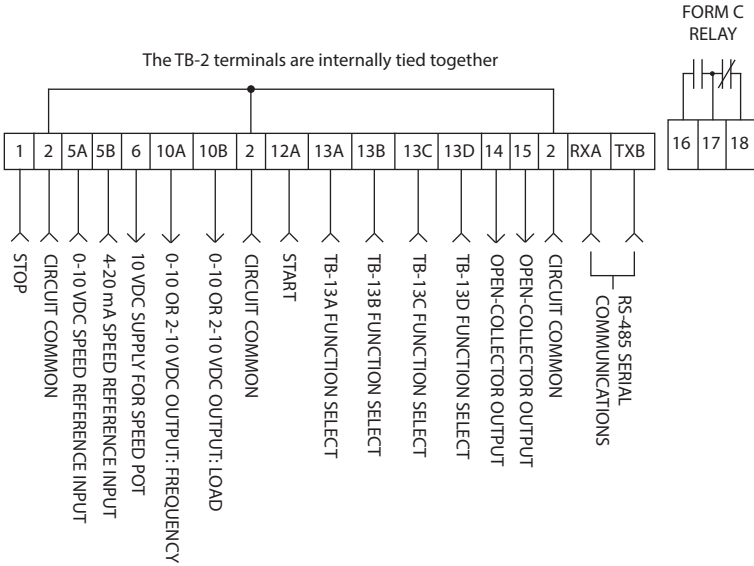 FORM C
RELAY
The TB-2 terminals are internally tied together
1 2 5A 5B 6 10A 10B 2 12A 13A 13B 13C 13D 14 15 2 RXA TXB
16 17 18
STOP
CIRCUIT COMMON
0-10 VDC SPEED REFERENCE INPUT
4-20 mA SPEED REFERENCE INPUT
10 VDC SUPPLY FOR SPEED POT
0-10 OR 2-10 VDC OUTPUT: FREQUENCY
0-10 OR 2-10 VDC OUTPUT: LOAD
CIRCUIT COMMON
START
TB-13A FUNCTION SELECT
TB-13B FUNCTION SELECT
TB-13C FUNCTION SELECT
TB-13D FUNCTION SELECT
OPEN-COLLECTOR OUTPUT
OPEN-COLLECTOR OUTPUT
CIRCUIT COMMON
RS-485 SERIAL
COMMUNICATIONS